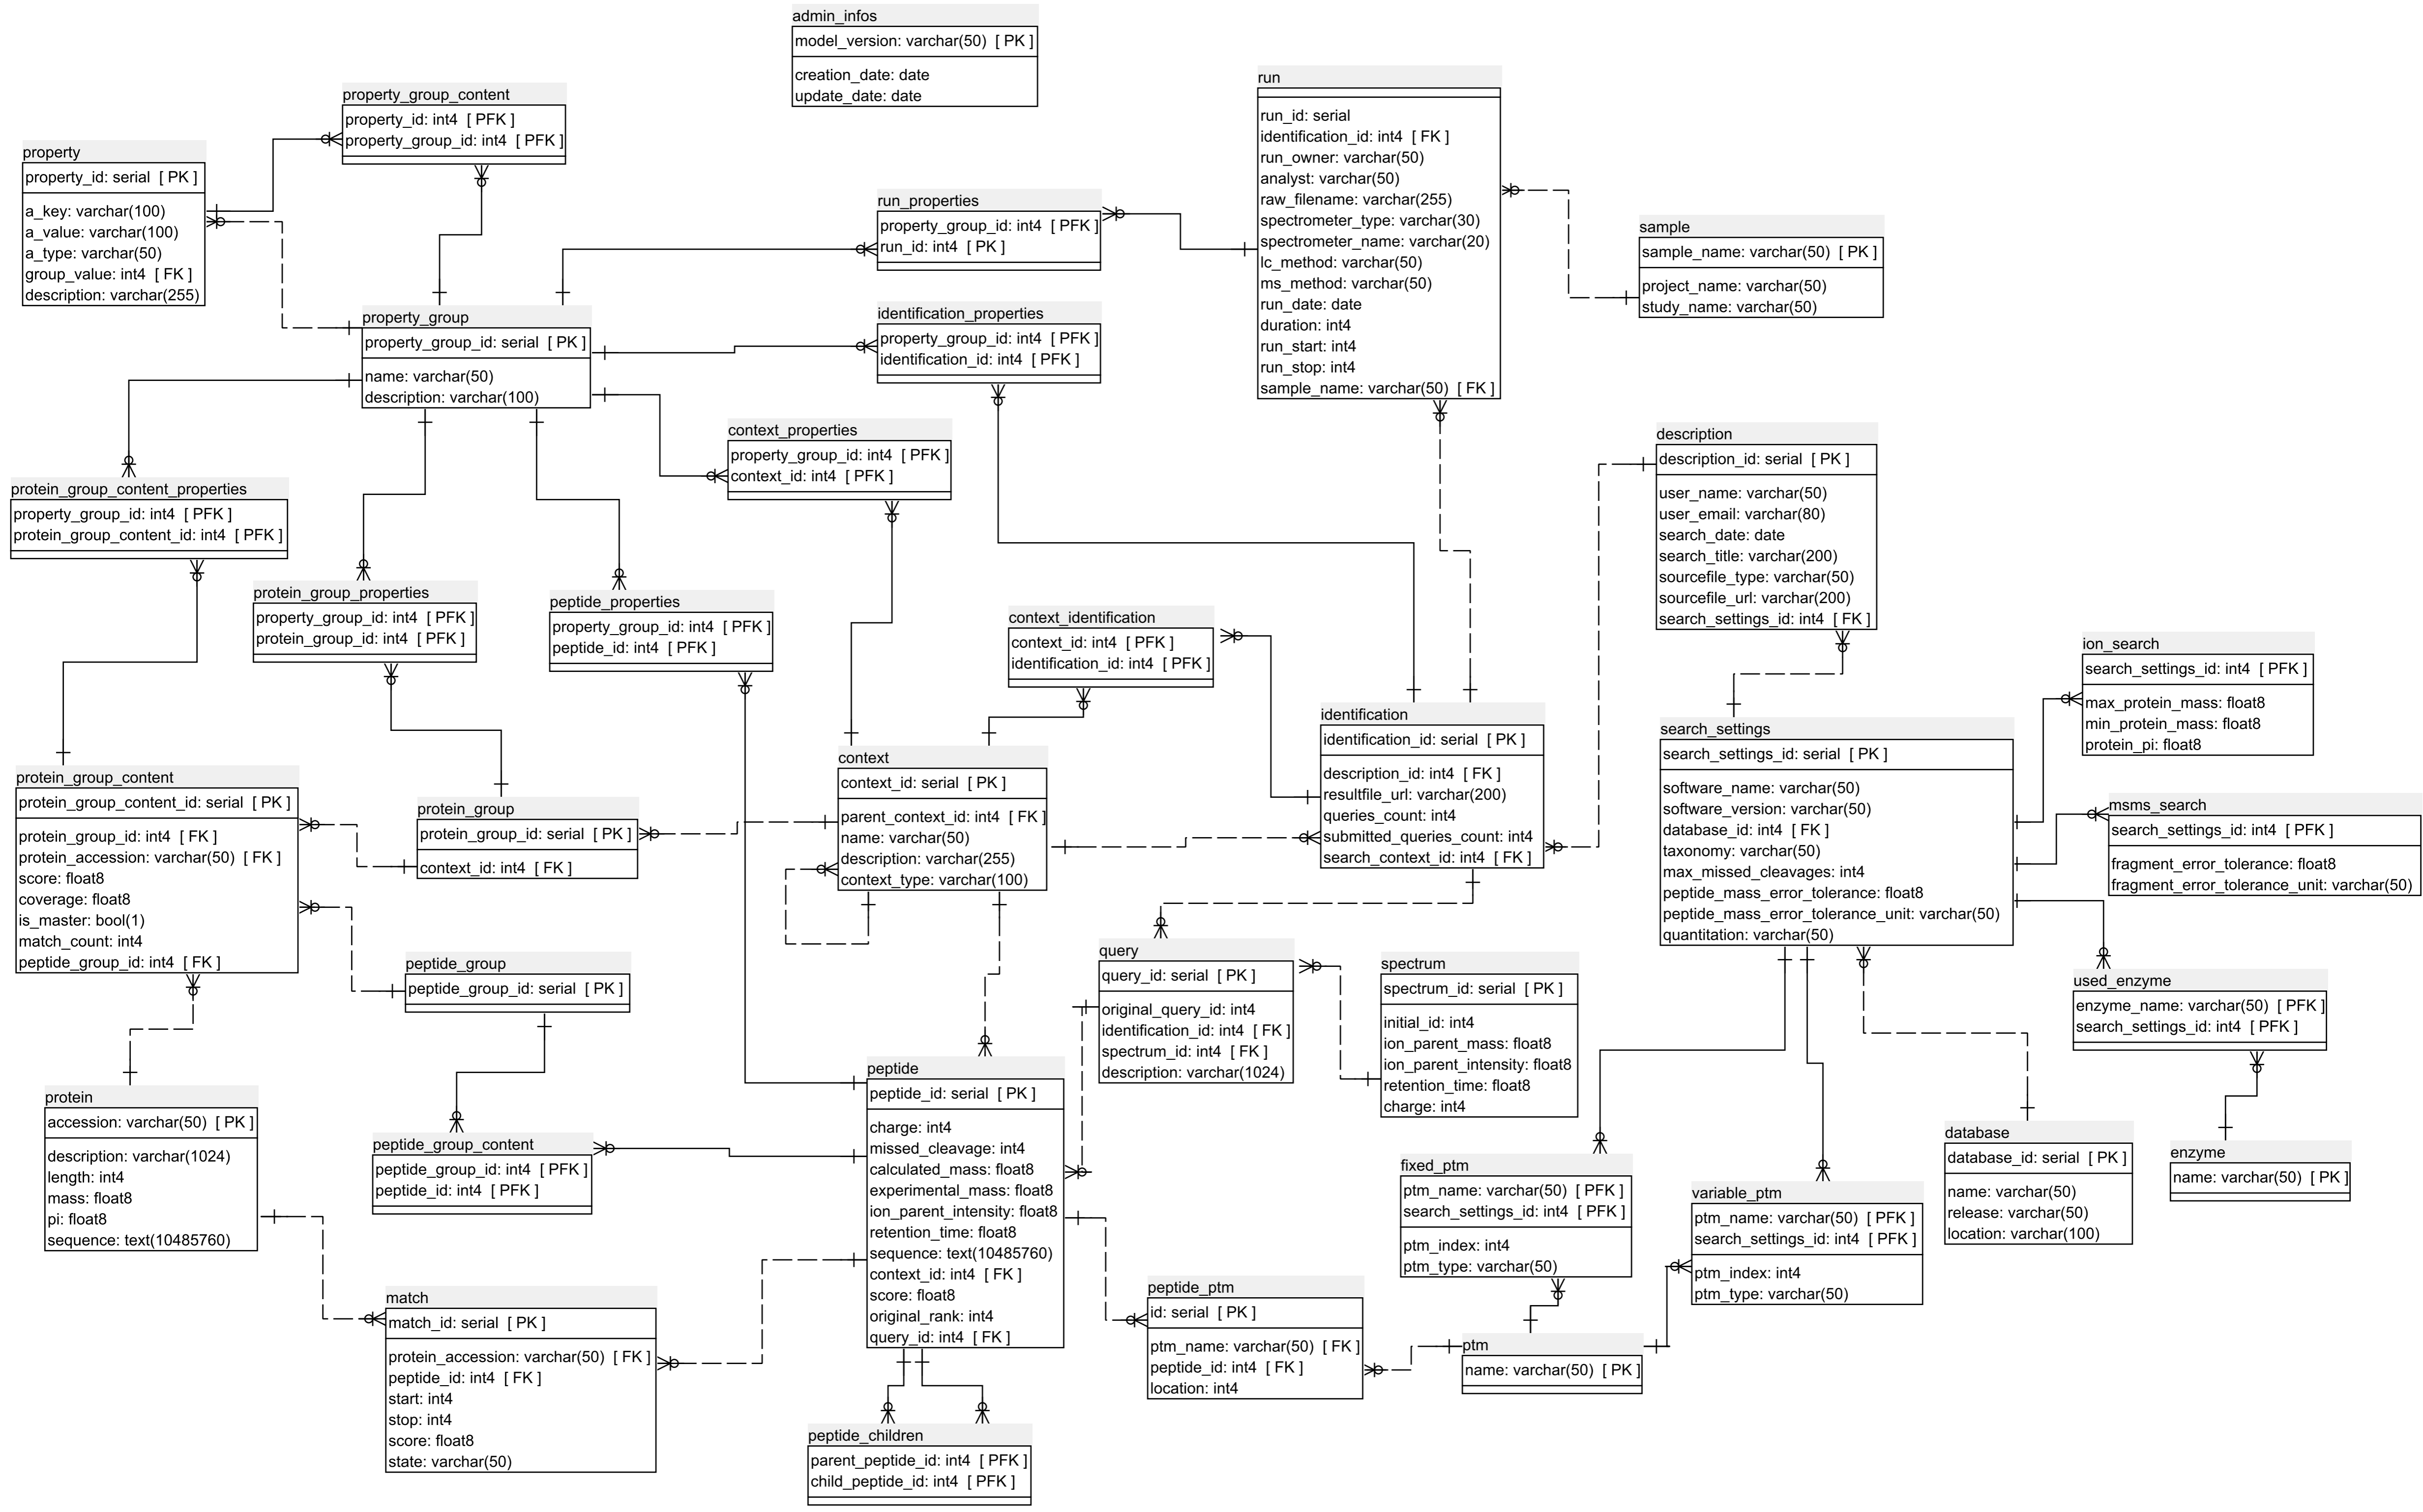 admin_infos
model_version: varchar(50)  [ PK ]
creation_date: date
update_date: date
run
run_id: serial
identification_id: int4  [ FK ]
run_owner: varchar(50)
analyst: varchar(50)
raw_filename: varchar(255)
spectrometer_type: varchar(30)
spectrometer_name: varchar(20)
lc_method: varchar(50)
ms_method: varchar(50)
run_date: date
duration: int4
run_start: int4
run_stop: int4
sample_name: varchar(50)  [ FK ]
property_group_content
property_id: int4  [ PFK ]
property_group_id: int4  [ PFK ]
property
property_id: serial  [ PK ]
a_key: varchar(100)
a_value: varchar(100)
a_type: varchar(50)
group_value: int4  [ FK ]
description: varchar(255)
run_properties
property_group_id: int4  [ PFK ]
run_id: int4  [ PK ]
sample
sample_name: varchar(50)  [ PK ]
project_name: varchar(50)
study_name: varchar(50)
property_group
property_group_id: serial  [ PK ]
name: varchar(50)
description: varchar(100)
identification_properties
property_group_id: int4  [ PFK ]
identification_id: int4  [ PFK ]
context_properties
property_group_id: int4  [ PFK ]
context_id: int4  [ PFK ]
description
description_id: serial  [ PK ]
user_name: varchar(50)
user_email: varchar(80)
search_date: date
search_title: varchar(200)
sourcefile_type: varchar(50)
sourcefile_url: varchar(200)
search_settings_id: int4  [ FK ]
protein_group_content_properties
property_group_id: int4  [ PFK ]
protein_group_content_id: int4  [ PFK ]
protein_group_properties
property_group_id: int4  [ PFK ]
protein_group_id: int4  [ PFK ]
peptide_properties
property_group_id: int4  [ PFK ]
peptide_id: int4  [ PFK ]
context_identification
context_id: int4  [ PFK ]
identification_id: int4  [ PFK ]
ion_search
search_settings_id: int4  [ PFK ]
max_protein_mass: float8
min_protein_mass: float8
protein_pi: float8
identification
identification_id: serial  [ PK ]
description_id: int4  [ FK ]
resultfile_url: varchar(200)
queries_count: int4
submitted_queries_count: int4
search_context_id: int4  [ FK ]
search_settings
search_settings_id: serial  [ PK ]
software_name: varchar(50)
software_version: varchar(50)
database_id: int4  [ FK ]
taxonomy: varchar(50)
max_missed_cleavages: int4
peptide_mass_error_tolerance: float8
peptide_mass_error_tolerance_unit: varchar(50)
quantitation: varchar(50)
context
context_id: serial  [ PK ]
parent_context_id: int4  [ FK ]
name: varchar(50)
description: varchar(255)
context_type: varchar(100)
protein_group_content
protein_group_content_id: serial  [ PK ]
protein_group_id: int4  [ FK ]
protein_accession: varchar(50)  [ FK ]
score: float8
coverage: float8
is_master: bool(1)
match_count: int4
peptide_group_id: int4  [ FK ]
protein_group
protein_group_id: serial  [ PK ]
context_id: int4  [ FK ]
msms_search
search_settings_id: int4  [ PFK ]
fragment_error_tolerance: float8
fragment_error_tolerance_unit: varchar(50)
query
query_id: serial  [ PK ]
original_query_id: int4
identification_id: int4  [ FK ]
spectrum_id: int4  [ FK ]
description: varchar(1024)
peptide_group
peptide_group_id: serial  [ PK ]
spectrum
spectrum_id: serial  [ PK ]
initial_id: int4
ion_parent_mass: float8
ion_parent_intensity: float8
retention_time: float8
charge: int4
used_enzyme
enzyme_name: varchar(50)  [ PFK ]
search_settings_id: int4  [ PFK ]
peptide
peptide_id: serial  [ PK ]
charge: int4
missed_cleavage: int4
calculated_mass: float8
experimental_mass: float8
ion_parent_intensity: float8
retention_time: float8
sequence: text(10485760)
context_id: int4  [ FK ]
score: float8
original_rank: int4
query_id: int4  [ FK ]
protein
accession: varchar(50)  [ PK ]
description: varchar(1024)
length: int4
mass: float8
pi: float8
sequence: text(10485760)
peptide_group_content
peptide_group_id: int4  [ PFK ]
peptide_id: int4  [ PFK ]
database
database_id: serial  [ PK ]
name: varchar(50)
release: varchar(50)
location: varchar(100)
enzyme
name: varchar(50)  [ PK ]
fixed_ptm
ptm_name: varchar(50)  [ PFK ]
search_settings_id: int4  [ PFK ]
ptm_index: int4
ptm_type: varchar(50)
variable_ptm
ptm_name: varchar(50)  [ PFK ]
search_settings_id: int4  [ PFK ]
ptm_index: int4
ptm_type: varchar(50)
match
match_id: serial  [ PK ]
protein_accession: varchar(50)  [ FK ]
peptide_id: int4  [ FK ]
start: int4
stop: int4
score: float8
state: varchar(50)
peptide_ptm
id: serial  [ PK ]
ptm_name: varchar(50)  [ FK ]
peptide_id: int4  [ FK ]
location: int4
ptm
name: varchar(50)  [ PK ]
peptide_children
parent_peptide_id: int4  [ PFK ]
child_peptide_id: int4  [ PFK ]